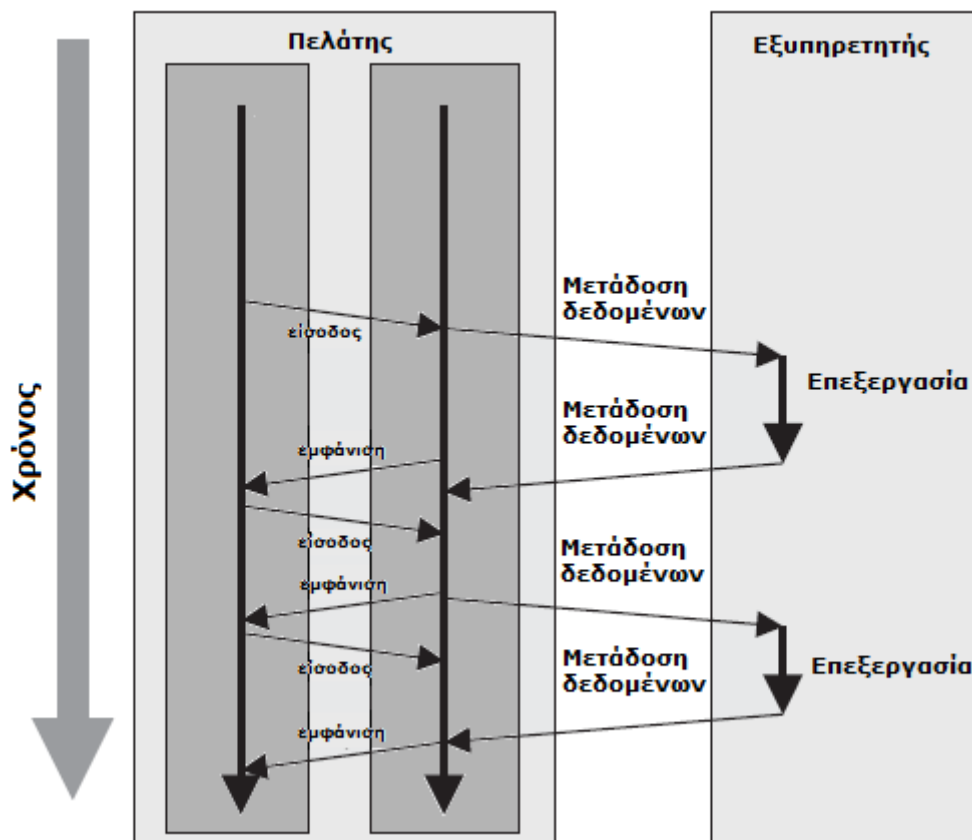 Πελάτης
Εξυπηρετητής
Χρόνος
Μετάδοση
δεδομένων
είσοδος
Επεξεργασία
Μετάδοση
δεδομένων
εμφάνιση
είσοδος
Μετάδοση
δεδομένων
εμφάνιση
είσοδος
Μετάδοση
δεδομένων
Επεξεργασία
εμφάνιση